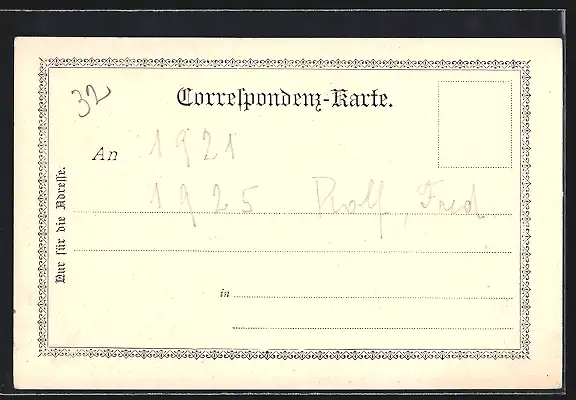 32
Correspondenz-Karte.
An 1921
1925 Rolf, Fred
Nur für die Adresse.
in